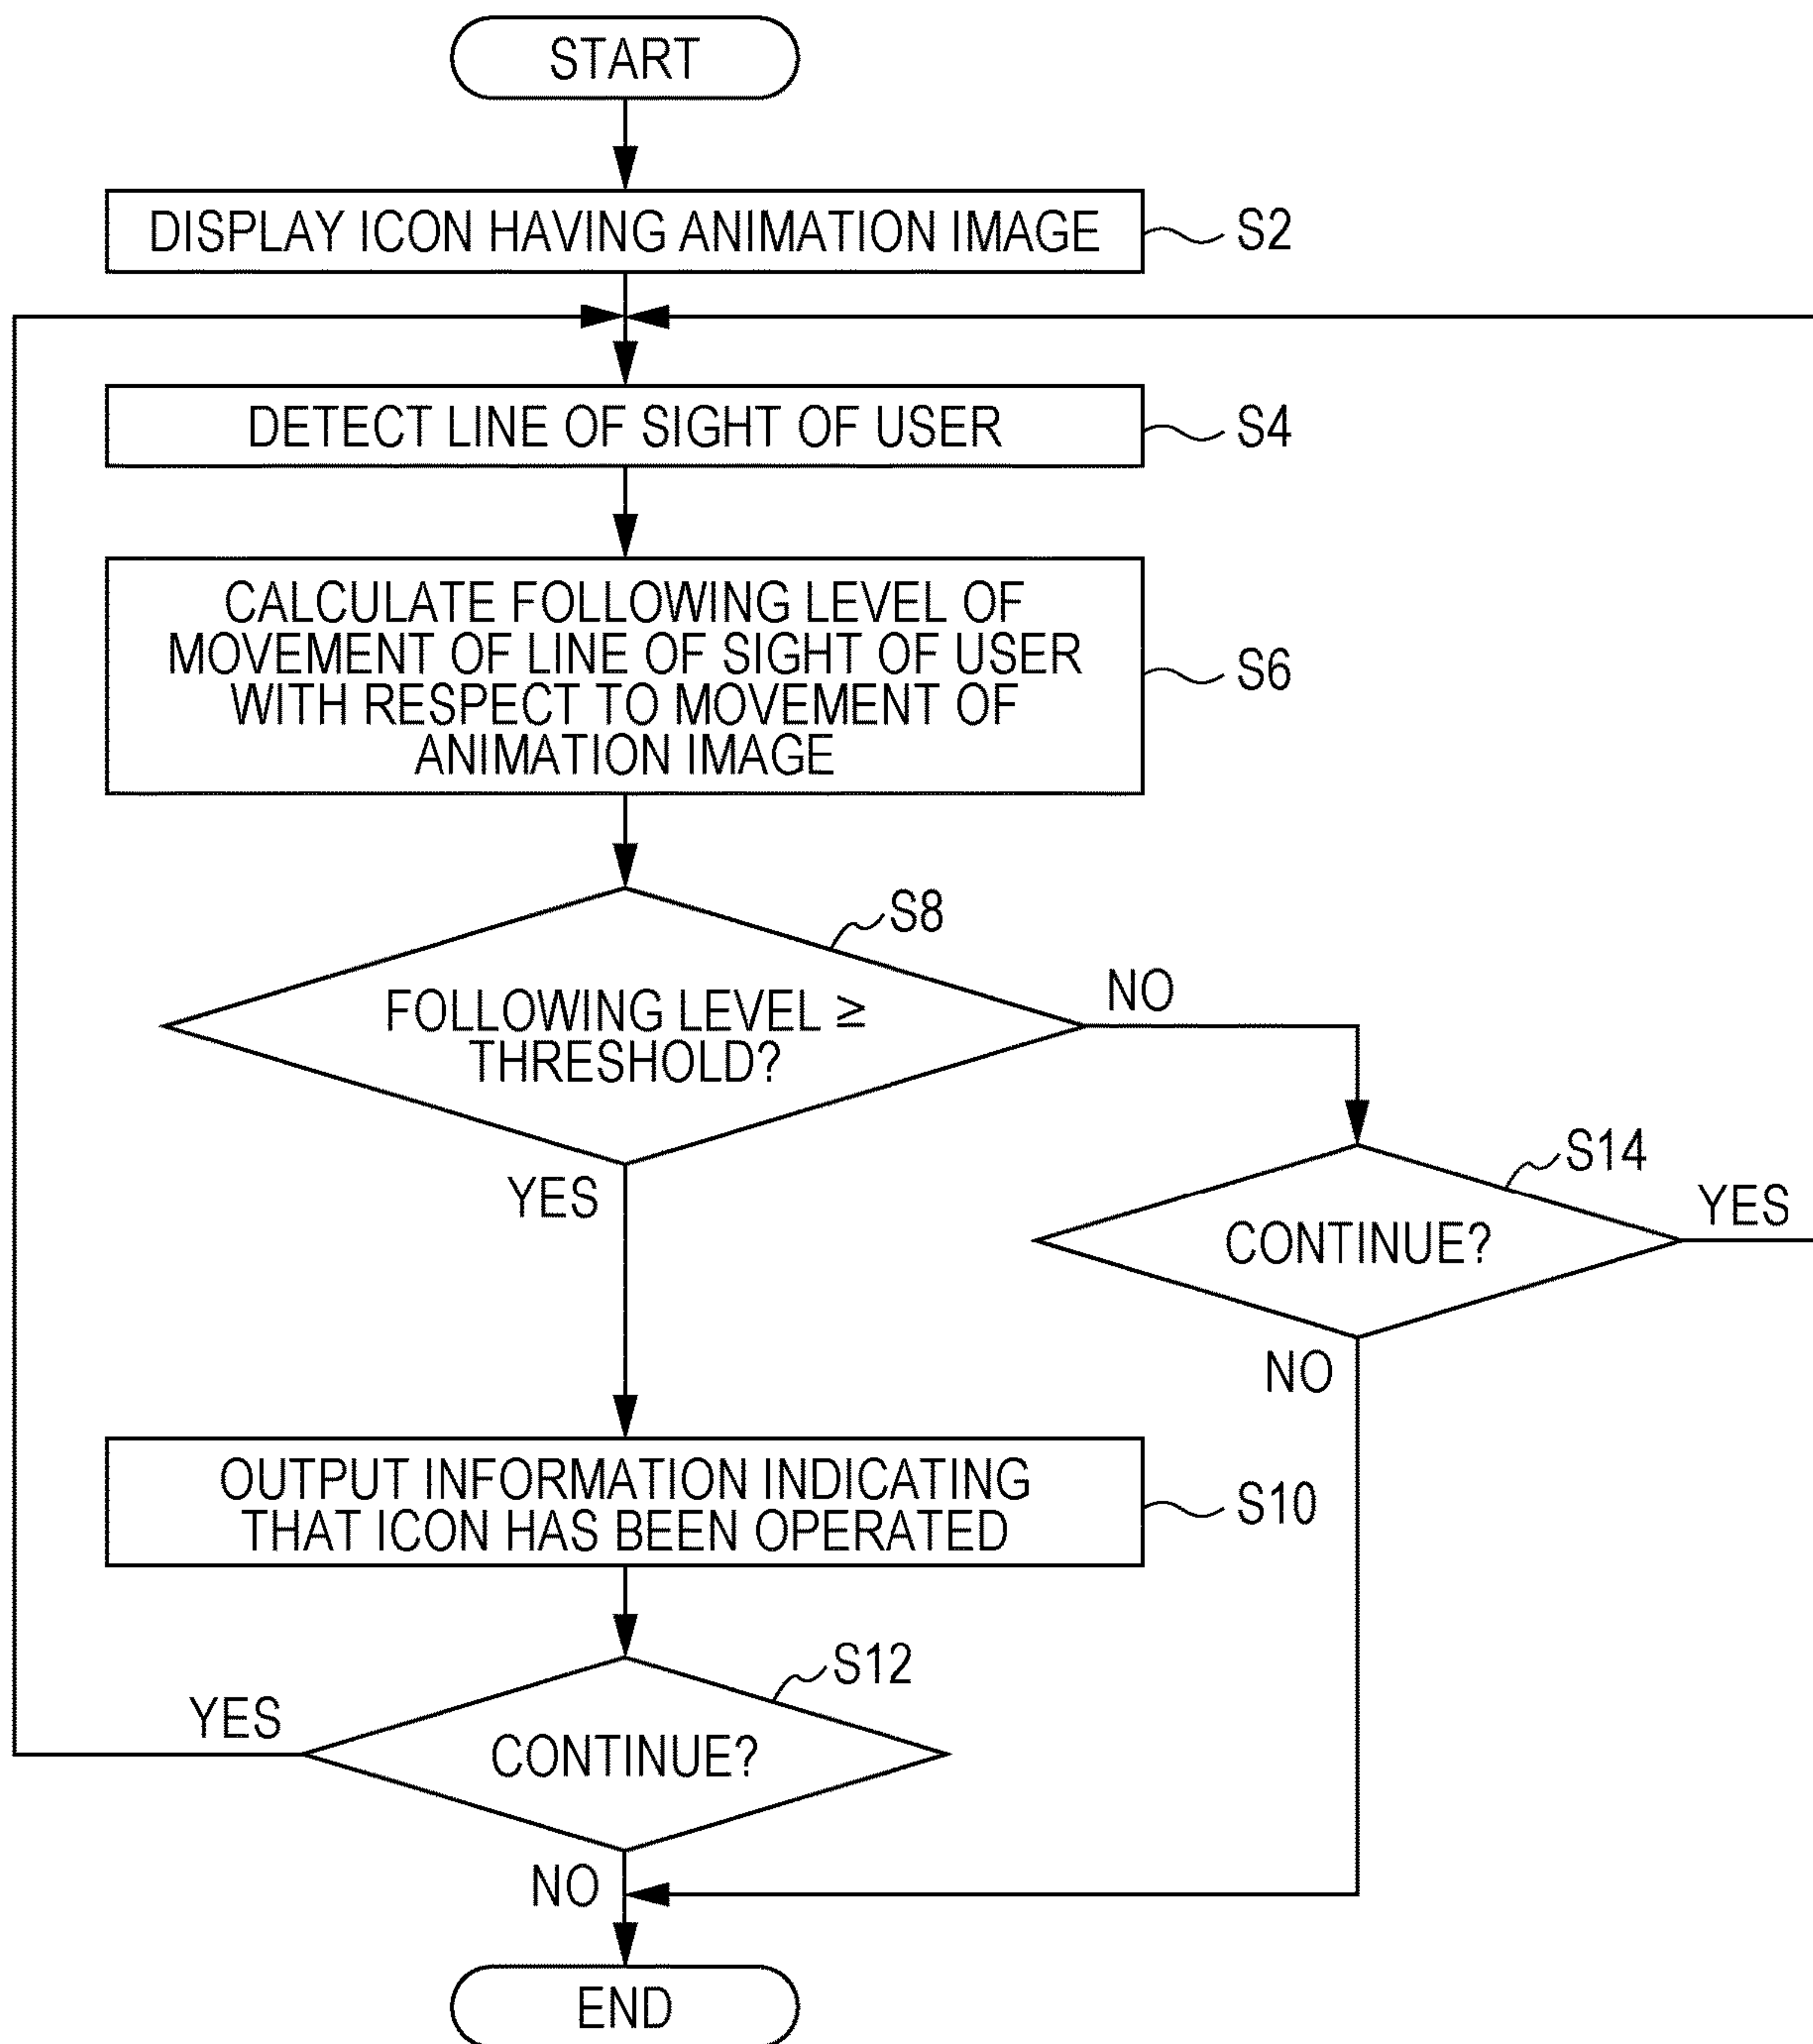 START
DISPLAY ICON HAVING ANIMATION IMAGE
S2
DETECT LINE OF SIGHT OF USER
S4
CALCULATE FOLLOWING LEVEL OF
MOVEMENT OF LINE OF SIGHT OF USER
WITH RESPECT TO MOVEMENT OF
ANIMATION IMAGE
S6
S8
FOLLOWING LEVEL ≥
THRESHOLD?
NO
YES
S14
CONTINUE?
YES
NO
OUTPUT INFORMATION INDICATING
THAT ICON HAS BEEN OPERATED
S10
S12
YES
CONTINUE?
NO
END